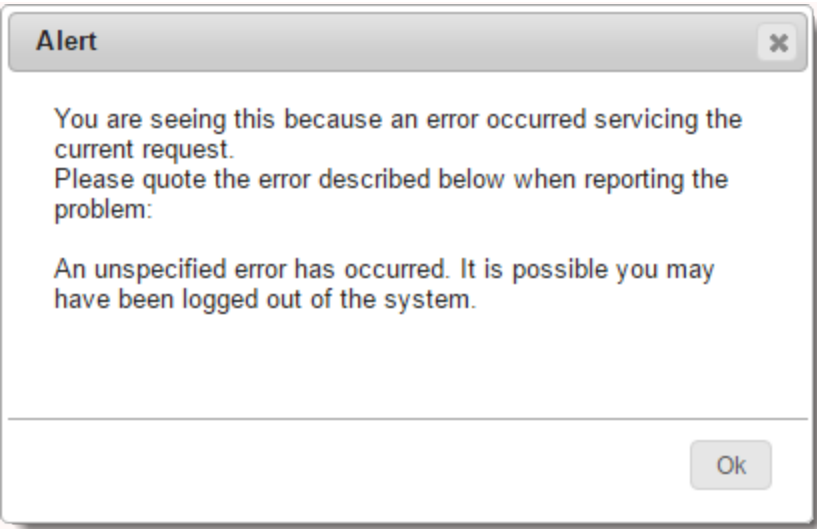 Alert
You are seeing this because an error occurred servicing the
current request.
Please quote the error described below when reporting the
problem:
An unspecified error has occurred. It is possible you may
have been logged out of the system.
Ok